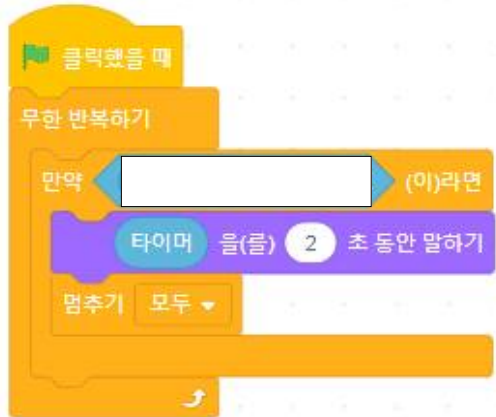 클릭했을 때
무한 반복하기
만약 (이)라면
타이머 을(를) 2 초 동안 말하기
멈추기 모두